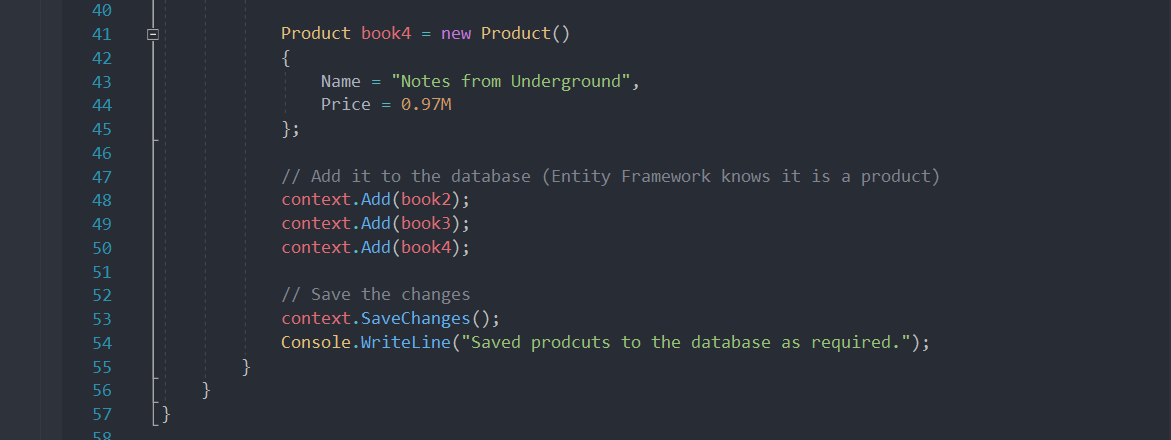 40
41 Product book4 = new Product()
42 {
43 Name = "Notes from Underground",
44 Price = 0.97M
45 };
46
47 // Add it to the database (Entity Framework knows it is a product)
48 context.Add(book2);
49 context.Add(book3);
50 context.Add(book4);
51
52 // Save the changes
53 context.SaveChanges();
54 Console.WriteLine("Saved prodcuts to the database as required.");
55 }
56 }
57 }
58